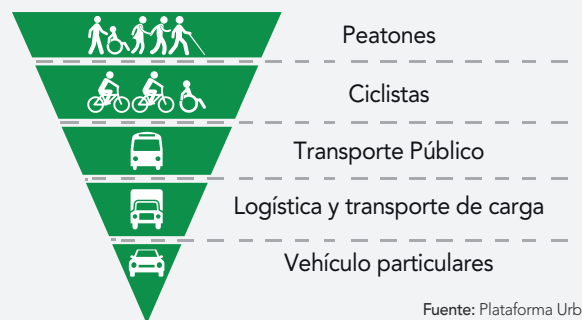 Peatones
Ciclistas
Transporte Público
Logística y transporte de carga
Vehículo particulares
Fuente: Plataforma Urb